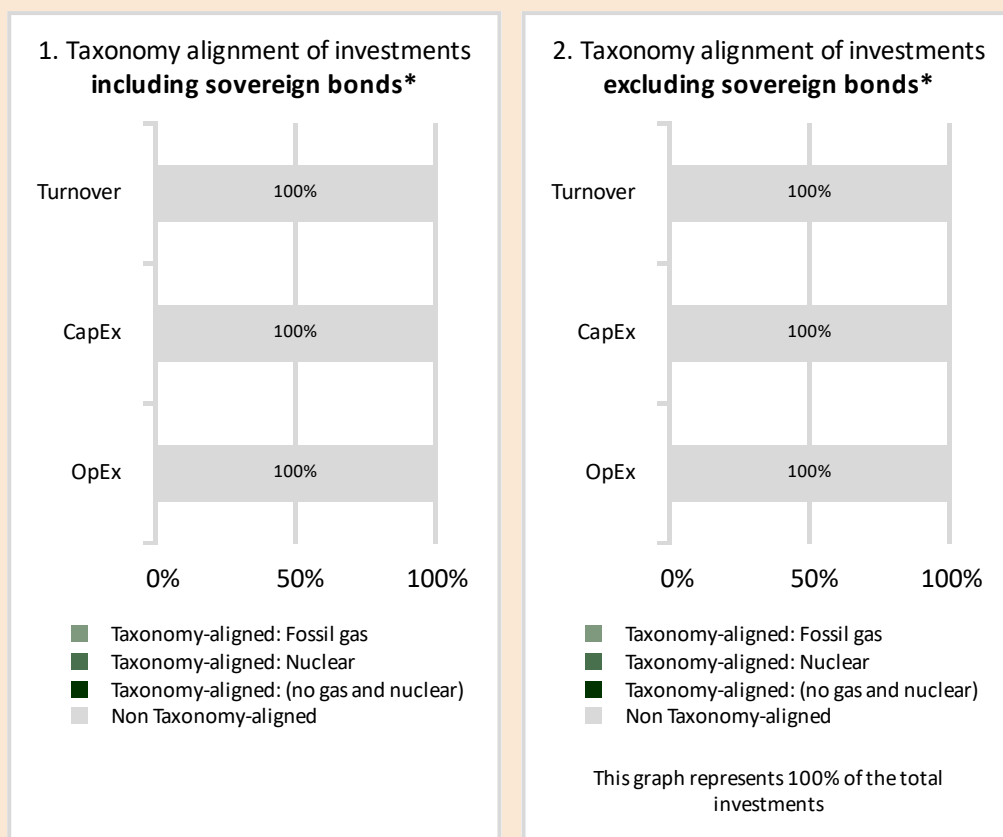 1. Taxonomy alignment of investments
including sovereign bonds*
Turnover
100%
CapEx
100%
OpEx
100%
0% 50% 100%
Taxonomy-aligned: Fossil gas
Taxonomy-aligned: Nuclear
Taxonomy-aligned: (no gas and nuclear)
Non Taxonomy-aligned
2. Taxonomy alignment of investments
excluding sovereign bonds*
Turnover
100%
CapEx
100%
OpEx
100%
0% 50% 100%
Taxonomy-aligned: Fossil gas
Taxonomy-aligned: Nuclear
Taxonomy-aligned: (no gas and nuclear)
Non Taxonomy-aligned
This graph represents 100% of the total
investments